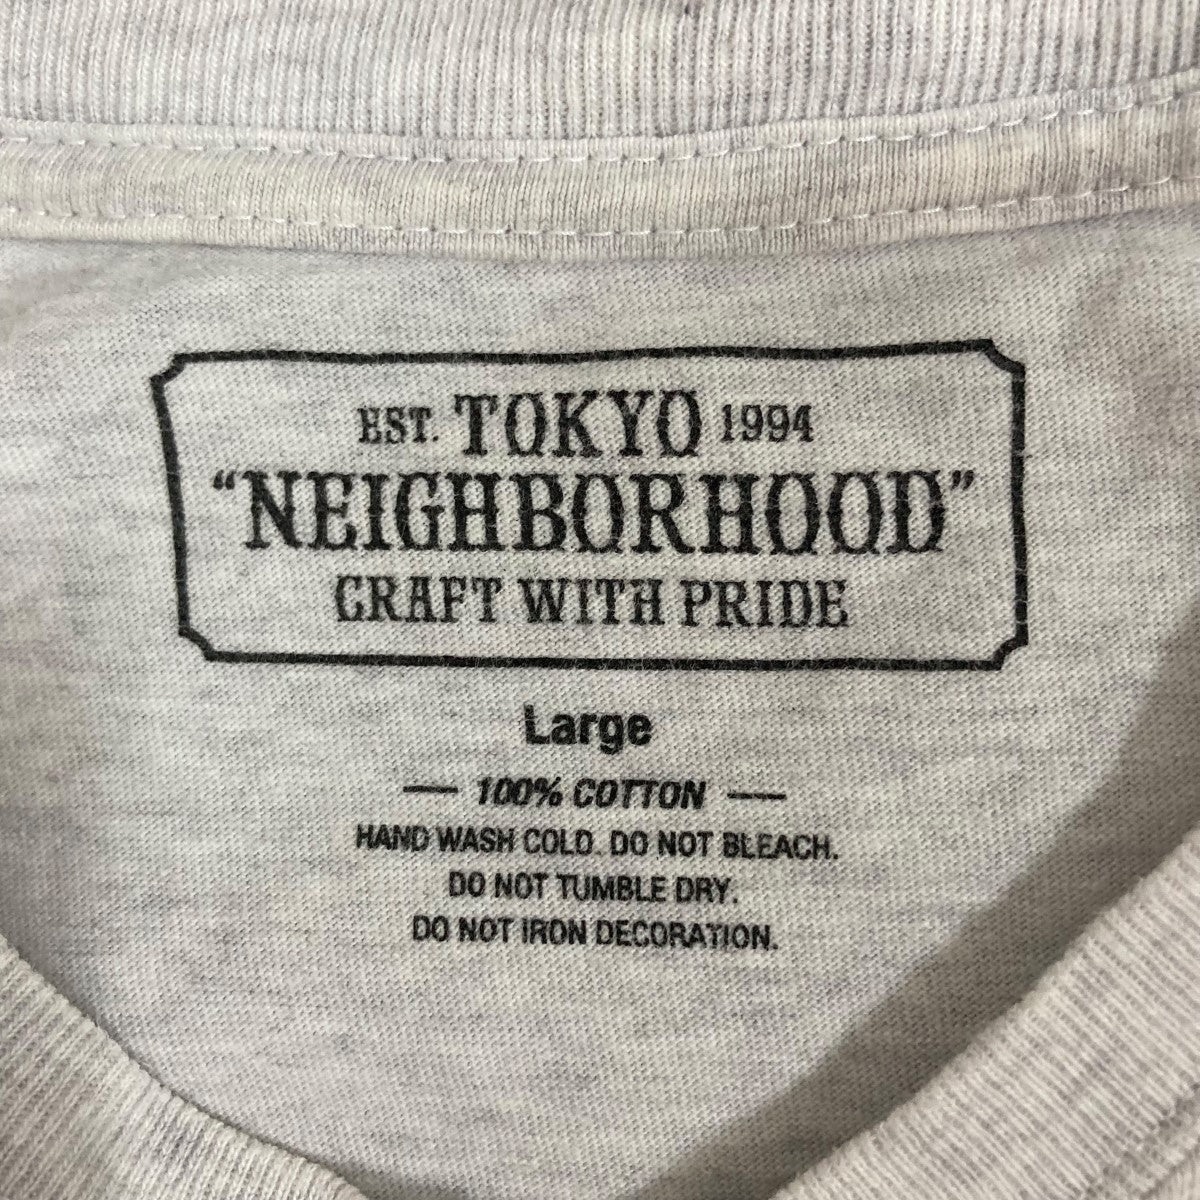 EST. TOKYO 1994
“NEIGHBORHOOD”
CRAFT WITH PRIDE
Large
— 100% COTTON —
HAND WASH COLD. DO NOT BLEACH.
DO NOT TUMBLE DRY.
DO NOT IRON DECORATION.